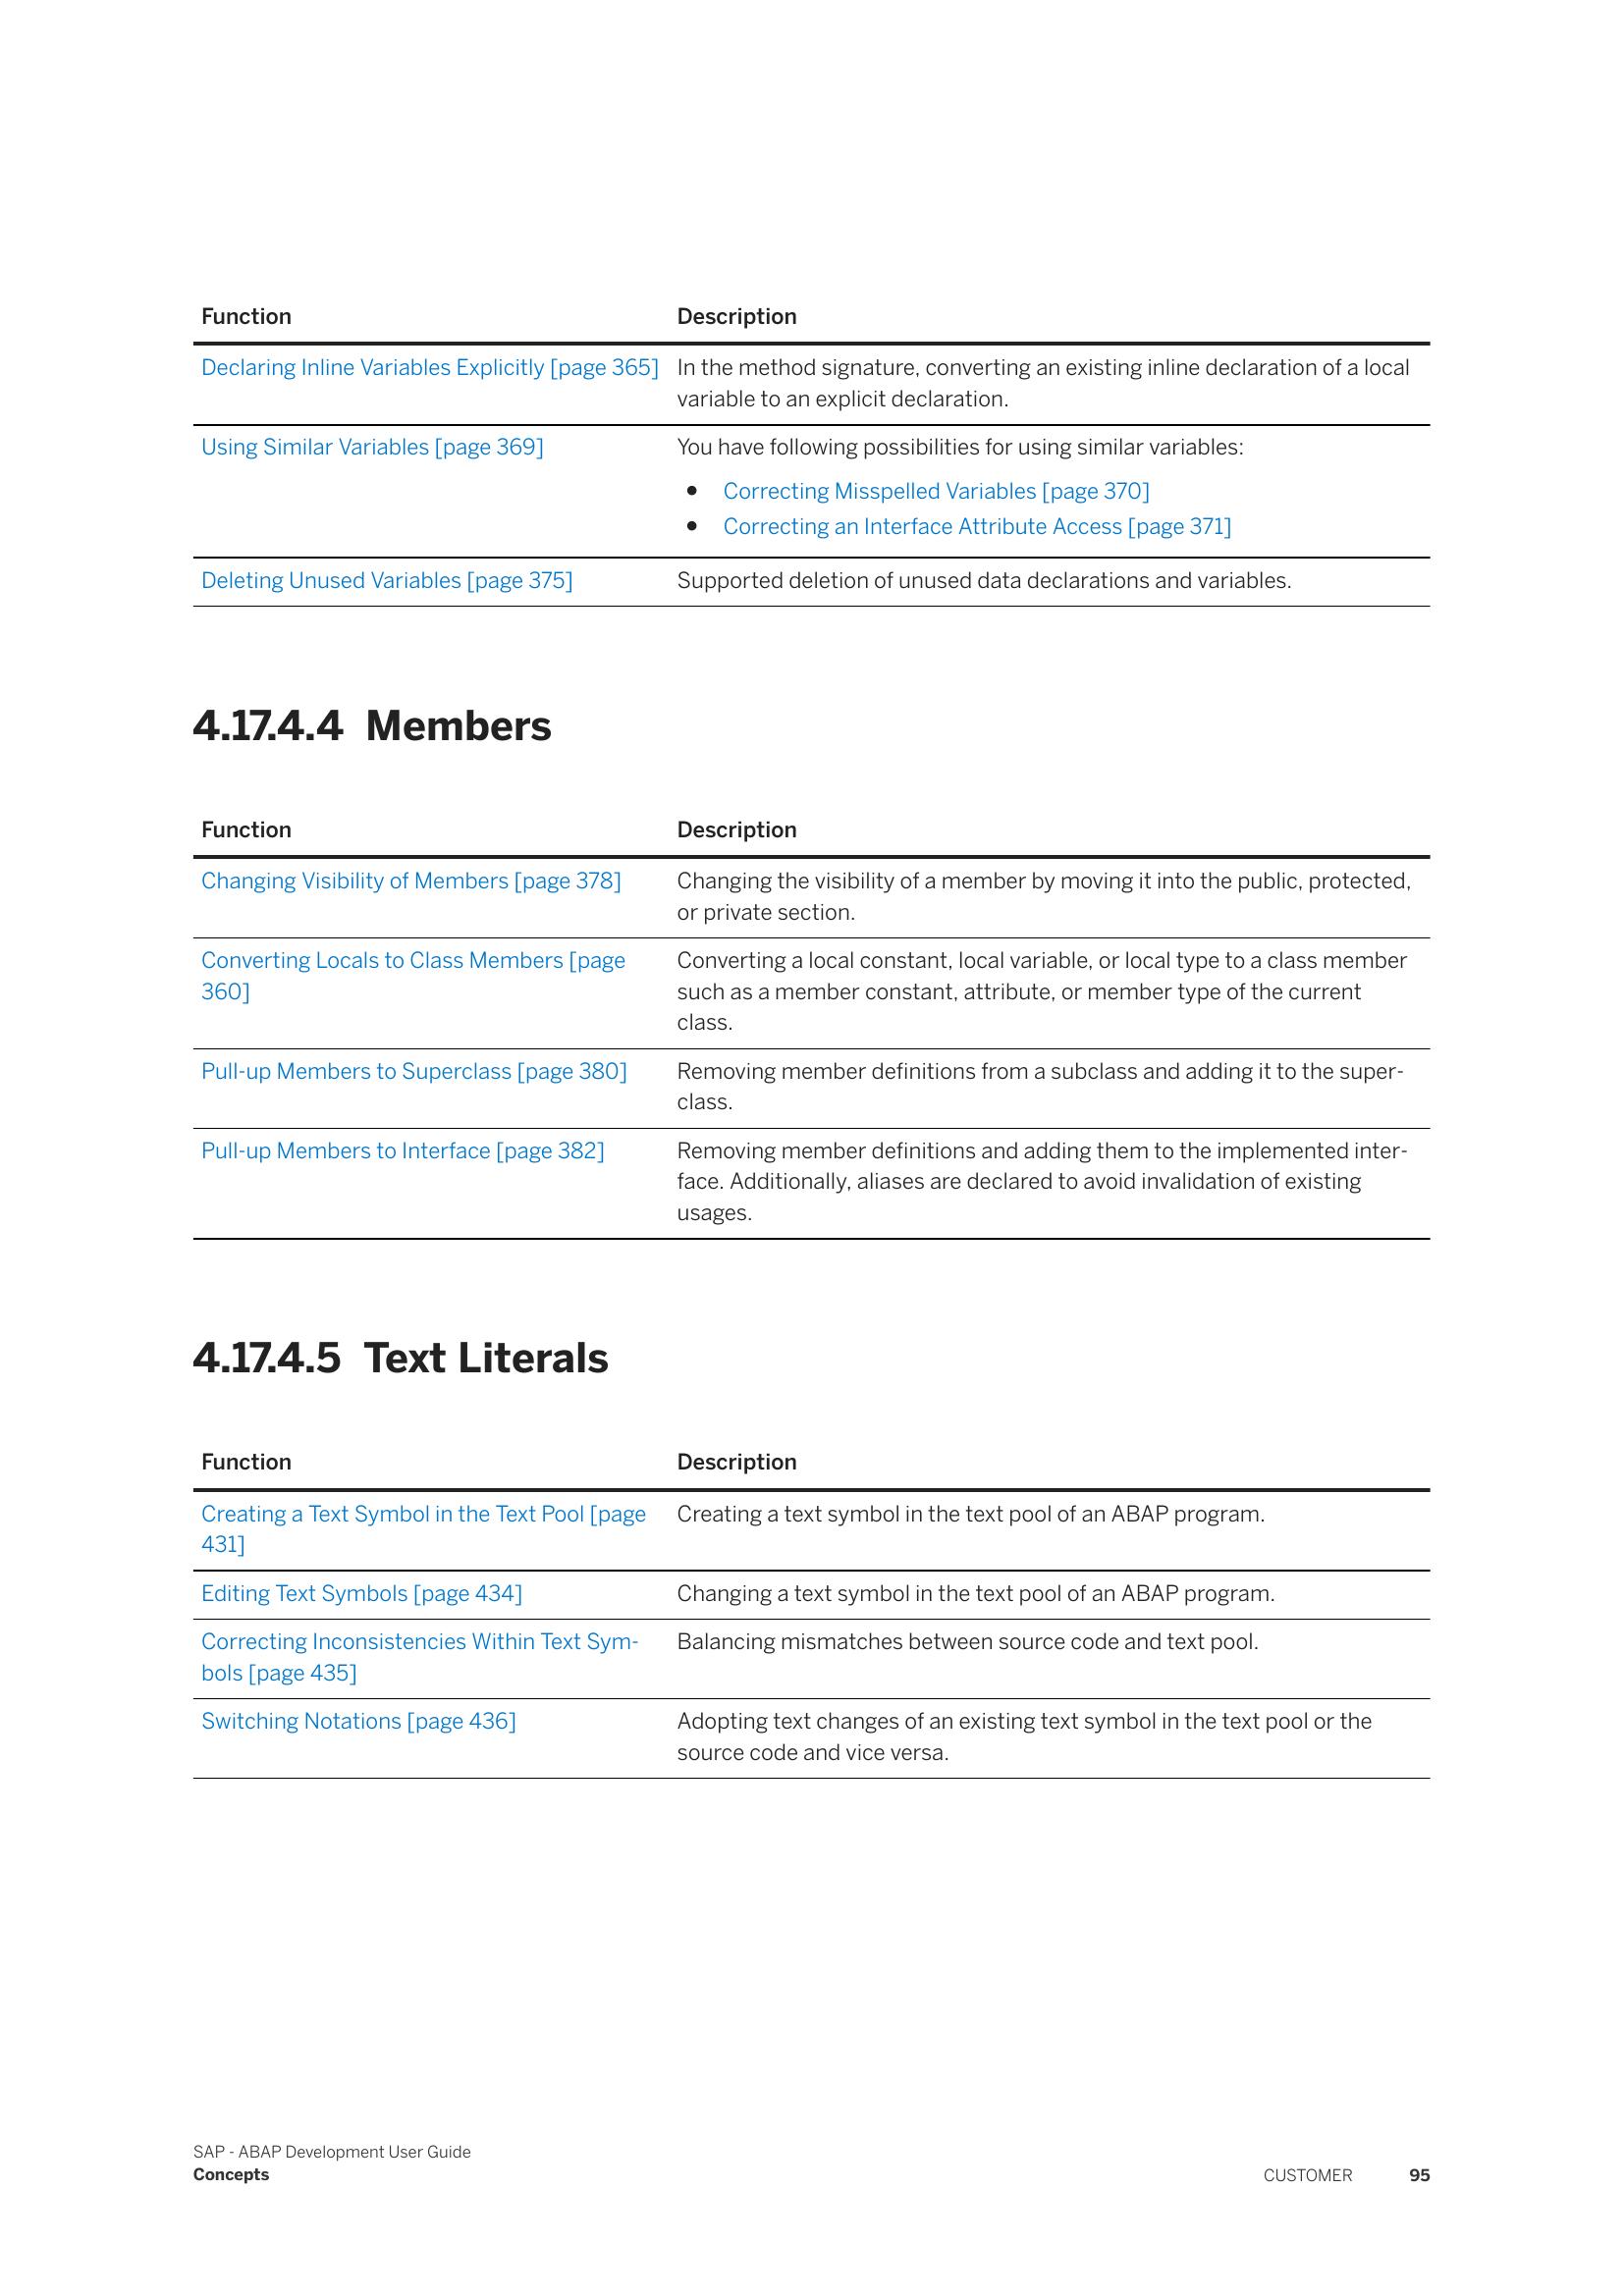 Function Description
Declaring Inline Variables Explicitly [page 365] In the method signature, converting an existing inline declaration of a local
variable to an explicit declaration.
Using Similar Variables [page 369] You have following possibilities for using similar variables:
● Correcting Misspelled Variables [page 370]
● Correcting an Interface Attribute Access [page 371]
Deleting Unused Variables [page 375] Supported deletion of unused data declarations and variables.
4.17.4.4 Members
Function Description
Changing Visibility of Members [page 378] Changing the visibility of a member by moving it into the public, protected,
or private section.
Converting Locals to Class Members [page Converting a local constant, local variable, or local type to a class member
360] such as a member constant, attribute, or member type of the current
class.
Pull-up Members to Superclass [page 380] Removing member definitions from a subclass and adding it to the super-
class.
Pull-up Members to Interface [page 382] Removing member definitions and adding them to the implemented inter-
face. Additionally, aliases are declared to avoid invalidation of existing
usages.
4.17.4.5 Text Literals
Function Description
Creating a Text Symbol in the Text Pool [page Creating a text symbol in the text pool of an ABAP program.
431]
Editing Text Symbols [page 434] Changing a text symbol in the text pool of an ABAP program.
Correcting Inconsistencies Within Text Sym- Balancing mismatches between source code and text pool.
bols [page 435]
Switching Notations [page 436] Adopting text changes of an existing text symbol in the text pool or the
source code and vice versa.
SAP - ABAP Development User Guide
Concepts CUSTOMER 95